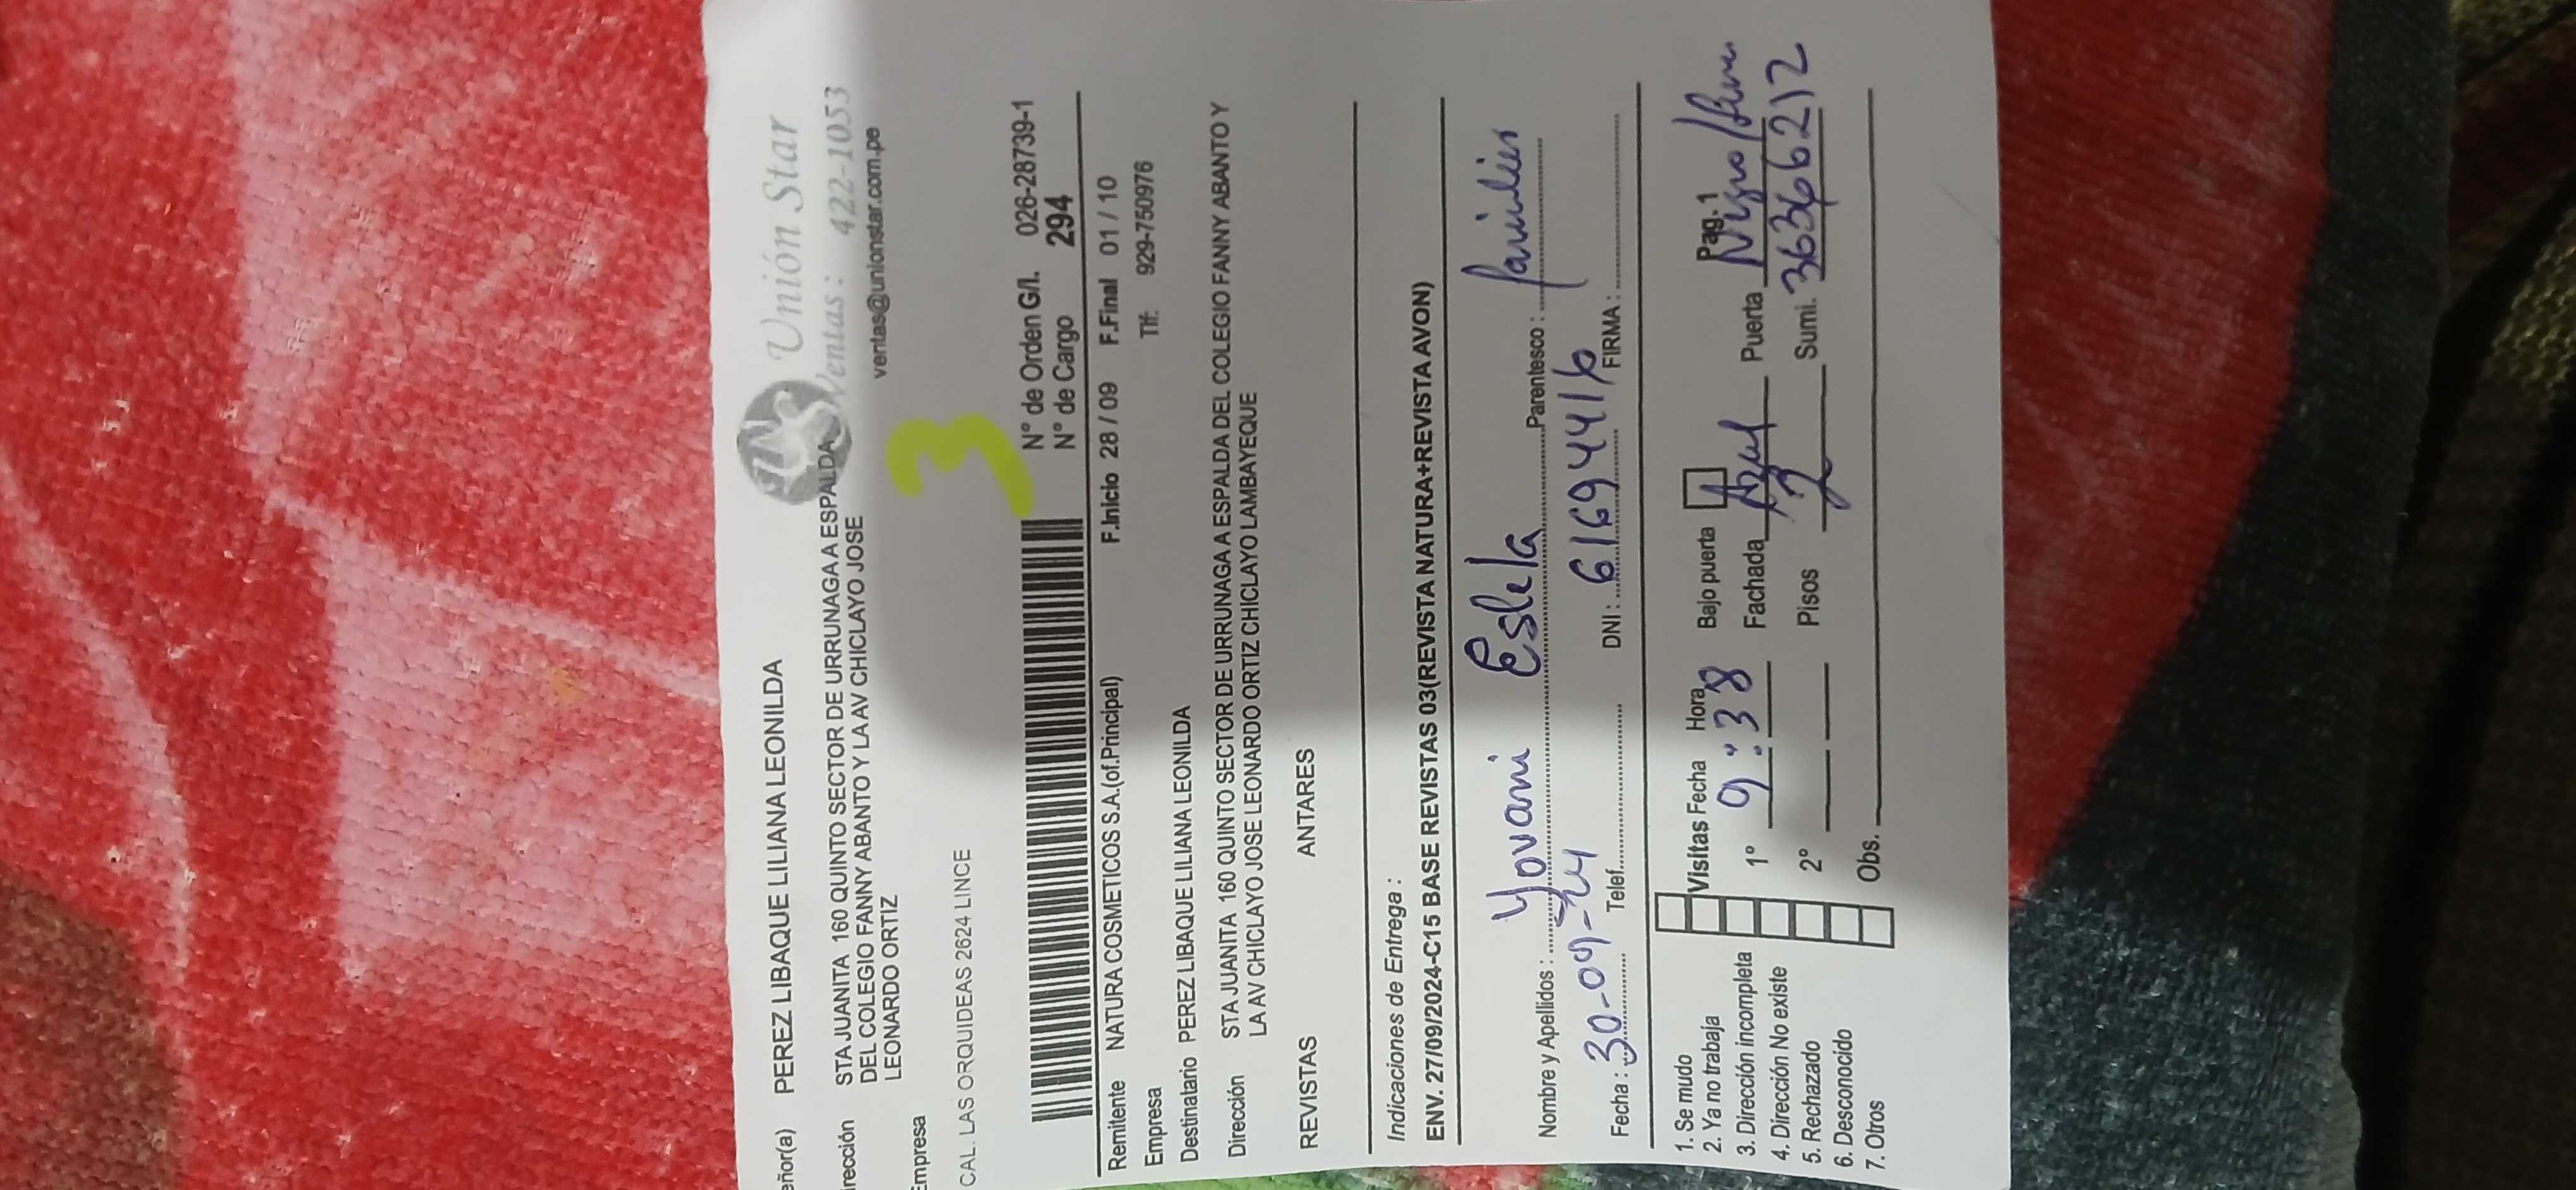 Unión Star
Ventas: 422-1053
ventas@unionstar.com.pe
eñor(a) PEREZ LIBAQUE LILIANA LEONILDA
irección STA JUANITA 160 QUINTO SECTOR DE URRUNAGA A ESPALDA
DEL COLEGIO FANNY ABANTO Y LA AV CHICLAYO JOSE
LEONARDO ORTIZ
Empresa
CAL. LAS ORQUIDEAS 2624 LINCE
3
N° de Orden G/I. 026-28739-1
N° de Cargo 294
Remitente NATURA COSMETICOS S.A.(of.Principal) F.Inicio 28 / 09 F.Final 01 / 10
Empresa Tlf: 929-750976
Destinatario PEREZ LIBAQUE LILIANA LEONILDA
Dirección STA JUANITA 160 QUINTO SECTOR DE URRUNAGA A ESPALDA DEL COLEGIO FANNY ABANTO Y
LA AV CHICLAYO JOSE LEONARDO ORTIZ CHICLAYO LAMBAYEQUE
REVISTAS ANTARES
Indicaciones de Entrega :
ENV. 27/09/2024-C15 BASE REVISTAS 03(REVISTA NATURA+REVISTA AVON)
Nombre y Apellidos : Yovani Eslela Parentesco : familiar
Fecha : 30-09-24 Telef. DNI : 61694416 FIRMA :
Pag. 1
1. Se mudo Visitas Fecha Hora Bajo puerta
2. Ya no trabaja
3. Dirección incompleta 1° 9:38 Fachada Azul Puerta Negro/
4. Dirección No existe
5. Rechazado 2° Pisos 2 Sumi. 36366212
6. Desconocido
7. Otros Obs.